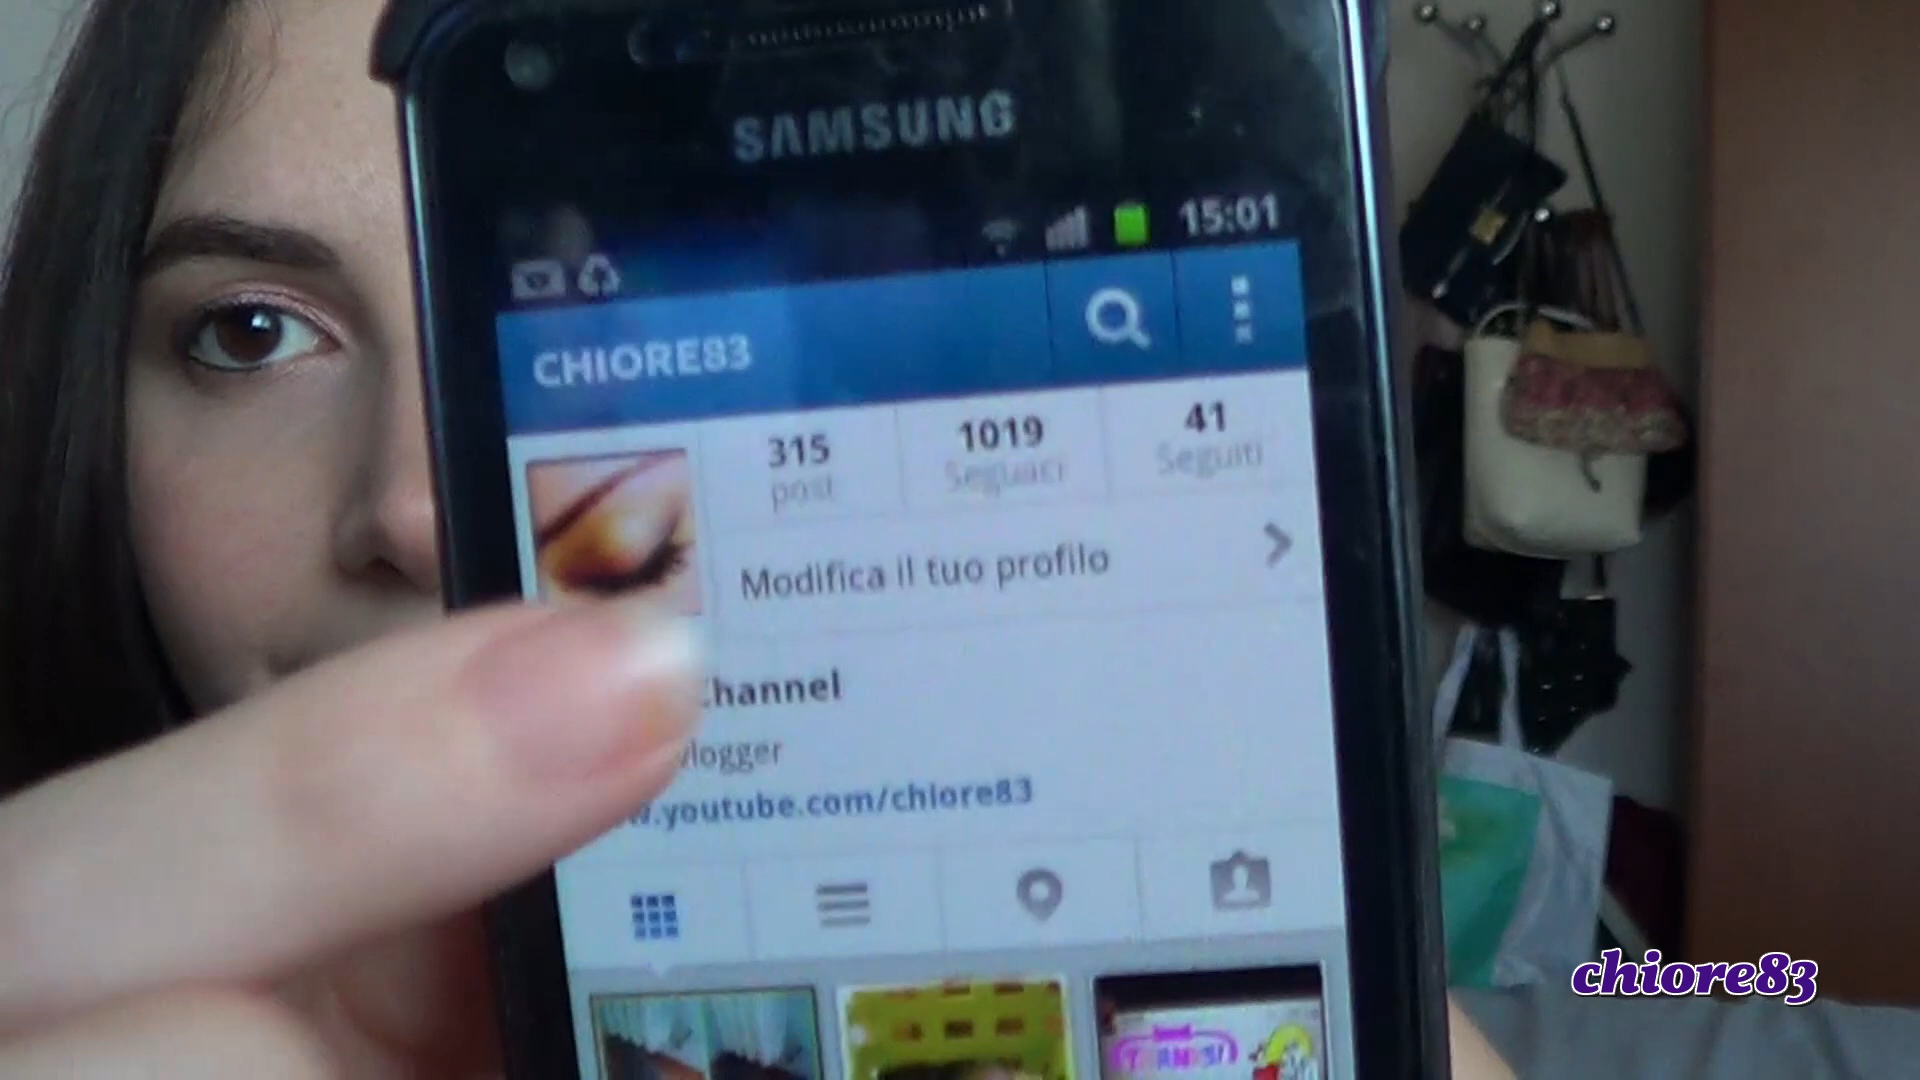 SAMSUNG
15:01
CHIORE83
315 1019 41
post Seguaci Seguiti
Modifica il tuo profilo
Channel
vlogger
.youtube.com/chiore83
chiore83